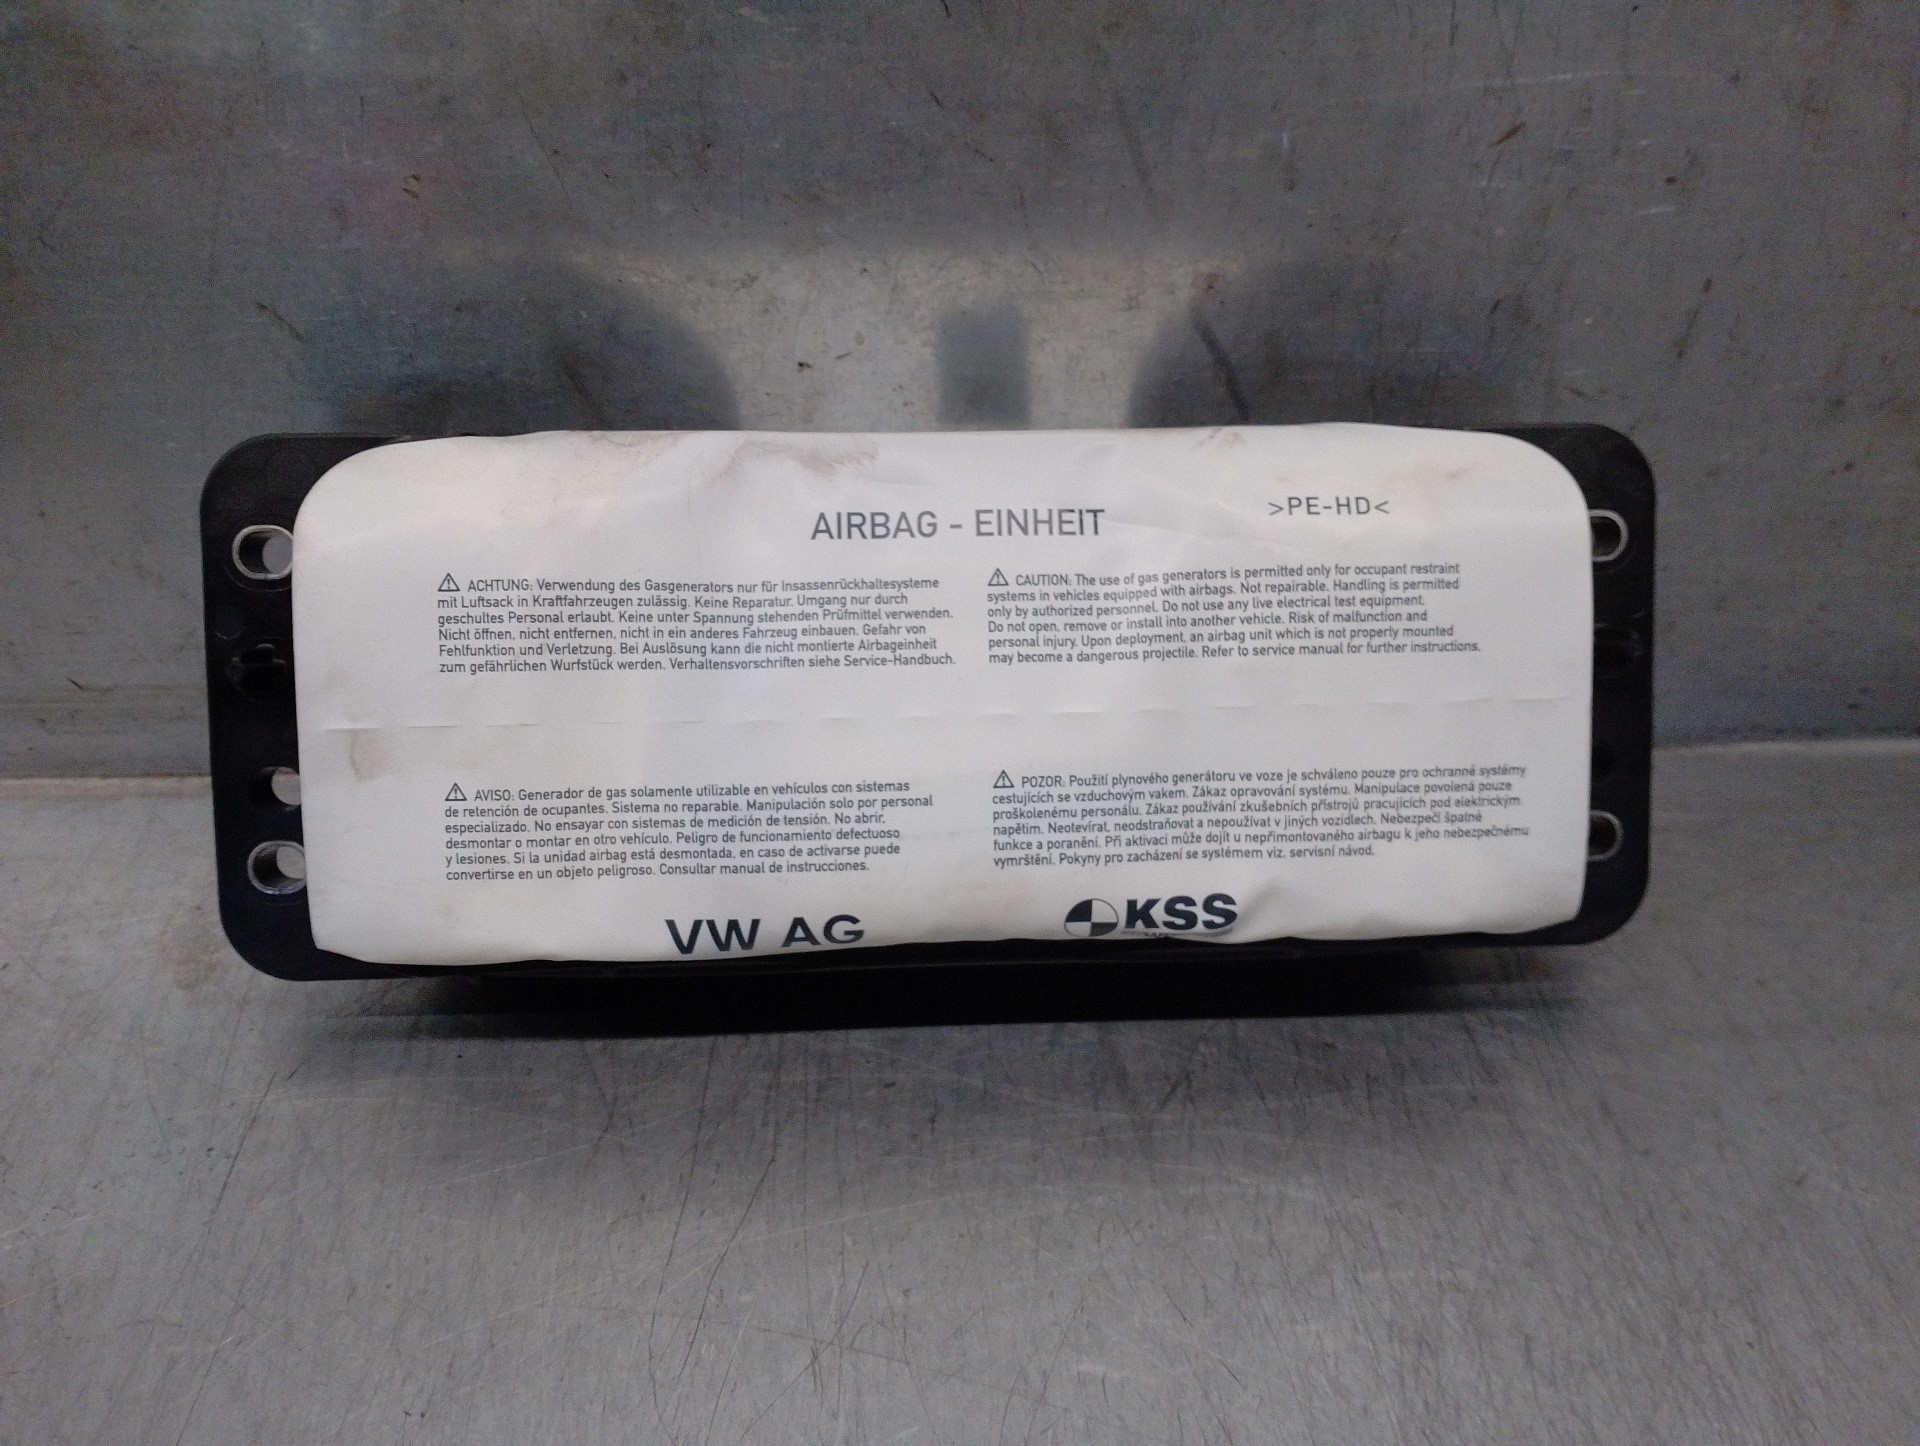 AIRBAG - EINHEIT
>PE-HD<
⚠ ACHTUNG: Verwendung des Gasgenerators nur für Insassenrückhaltesysteme
mit Luftsack in Kraftfahrzeugen zulässig. Keine Reparatur. Umgang nur durch
geschultes Personal erlaubt. Keine unter Spannung stehenden Prüfmittel verwenden.
Nicht öffnen, nicht entfernen, nicht in ein anderes Fahrzeug einbauen. Gefahr von
Fehlfunktion und Verletzung. Bei Auslösung kann die nicht montierte Airbageinheit
zum gefährlichen Wurfstück werden. Verhaltensvorschriften siehe Service-Handbuch.
⚠ CAUTION: The use of gas generators is permitted only for occupant restraint
systems in vehicles equipped with airbags. Not repairable. Handling is permitted
only by authorized personnel. Do not use any live electrical test equipment.
Do not open, remove or install into another vehicle. Risk of malfunction and
personal injury. Upon deployment, an airbag unit which is not properly mounted
may become a dangerous projectile. Refer to service manual for further instructions.
⚠ AVISO: Generador de gas solamente utilizable en vehículos con sistemas
de retención de ocupantes. Sistema no reparable. Manipulación solo por personal
especializado. No ensayar con sistemas de medición de tensión. No abrir,
desmontar o montar en otro vehículo. Peligro de funcionamiento defectuoso
y lesiones. Si la unidad airbag está desmontada, en caso de activarse puede
convertirse en un objeto peligroso. Consultar manual de instrucciones.
⚠ POZOR: Použití plynového generátoru ve voze je schváleno pouze pro ochranné systémy
cestujících se vzduchovým vakem. Zákaz opravování systému. Manipulace povolená pouze
proškolenému personálu. Zákaz používání zkušebních přístrojů pracujících pod elektrickým
napětím. Neotevírat, neodstraňovat a nepoužívat v jiných vozidlech. Nebezpečí špatné
funkce a poranění. Při aktivaci může dojít u nepřimontovaného airbagu k jeho nebezpečnému
vymrštění. Pokyny pro zacházení se systémem viz. servisní návod.
VW AG
KSS